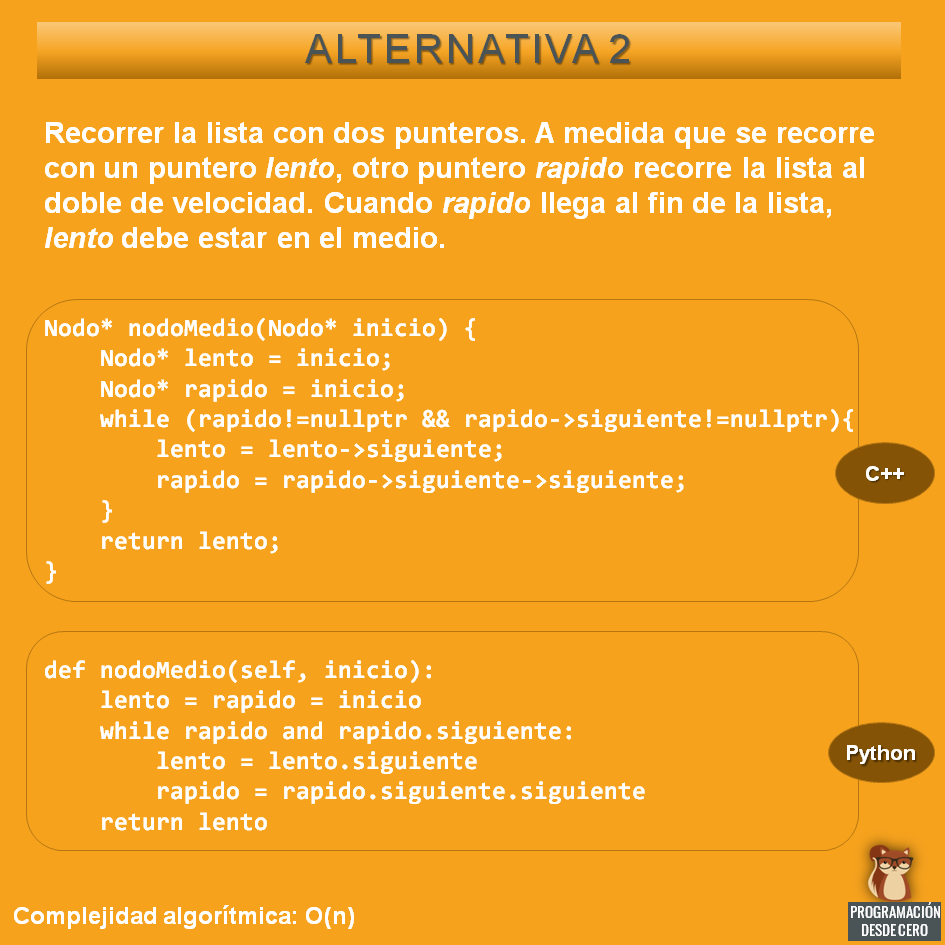 ALTERNATIVA 2
Recorrer la lista con dos punteros. A medida que se recorre
con un puntero lento, otro puntero rapido recorre la lista al
doble de velocidad. Cuando rapido llega al fin de la lista,
lento debe estar en el medio.
Nodo* nodoMedio(Nodo* inicio) {
    Nodo* lento = inicio;
    Nodo* rapido = inicio;
    while (rapido!=nullptr && rapido->siguiente!=nullptr){
        lento = lento->siguiente;
        rapido = rapido->siguiente->siguiente;
    }
    return lento;
}
C++
def nodoMedio(self, inicio):
    lento = rapido = inicio
    while rapido and rapido.siguiente:
        lento = lento.siguiente
        rapido = rapido.siguiente.siguiente
    return lento
Python
Complejidad algorítmica: O(n)
PROGRAMACIÓN
DESDE CERO